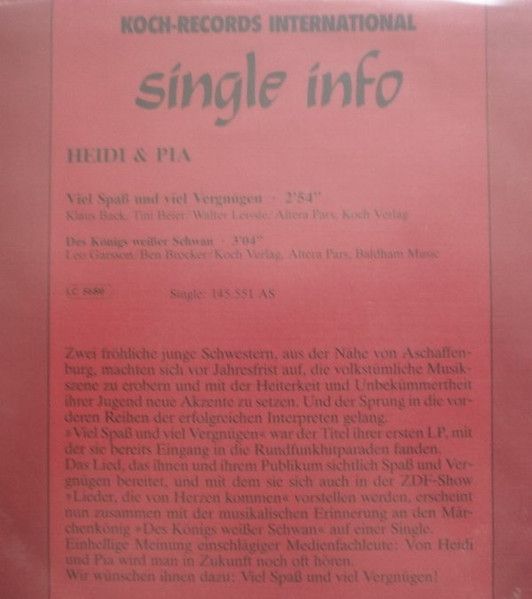 KOCH-RECORDS INTERNATIONAL
single info
HEIDI & PIA
Viel Spaß und viel Vergnügen · 2'54"
Klaus Back, Tini Beier/Walter Leissle/Altera Pars, Koch Verlag
Des Königs weißer Schwan · 3'04"
Leo Garsson/Ben Brocker/Koch Verlag, Altera Pars, Baldham Music
LC
Single: 145.551 AS
Zwei fröhliche junge Schwestern, aus der Nähe von Aschaffen-
burg, machten sich vor Jahresfrist auf, die volkstümliche Musik-
szene zu erobern und mit der Heiterkeit und Unbekümmertheit
ihrer Jugend neue Akzente zu setzen. Und der Sprung in die vor-
deren Reihen der erfolgreichen Interpreten gelang.
»Viel Spaß und viel Vergnügen« war der Titel ihrer ersten LP, mit
der sie bereits Eingang in die Rundfunkhitparaden fanden.
Das Lied, das ihnen und ihrem Publikum sichtlich Spaß und Ver-
gnügen bereitet, und mit dem sie sich auch in der ZDF-Show
»Lieder, die von Herzen kommen« vorstellen werden, erscheint
nun zusammen mit der musikalischen Erinnerung an den Mär-
chenkönig »Des Königs weißer Schwan« auf einer Single.
Einhellige Meinung einschlägiger Medienfachleute: Von Heidi
und Pia wird man in Zukunft noch oft hören.
Wir wünschen ihnen dazu: Viel Spaß und viel Vergnügen!